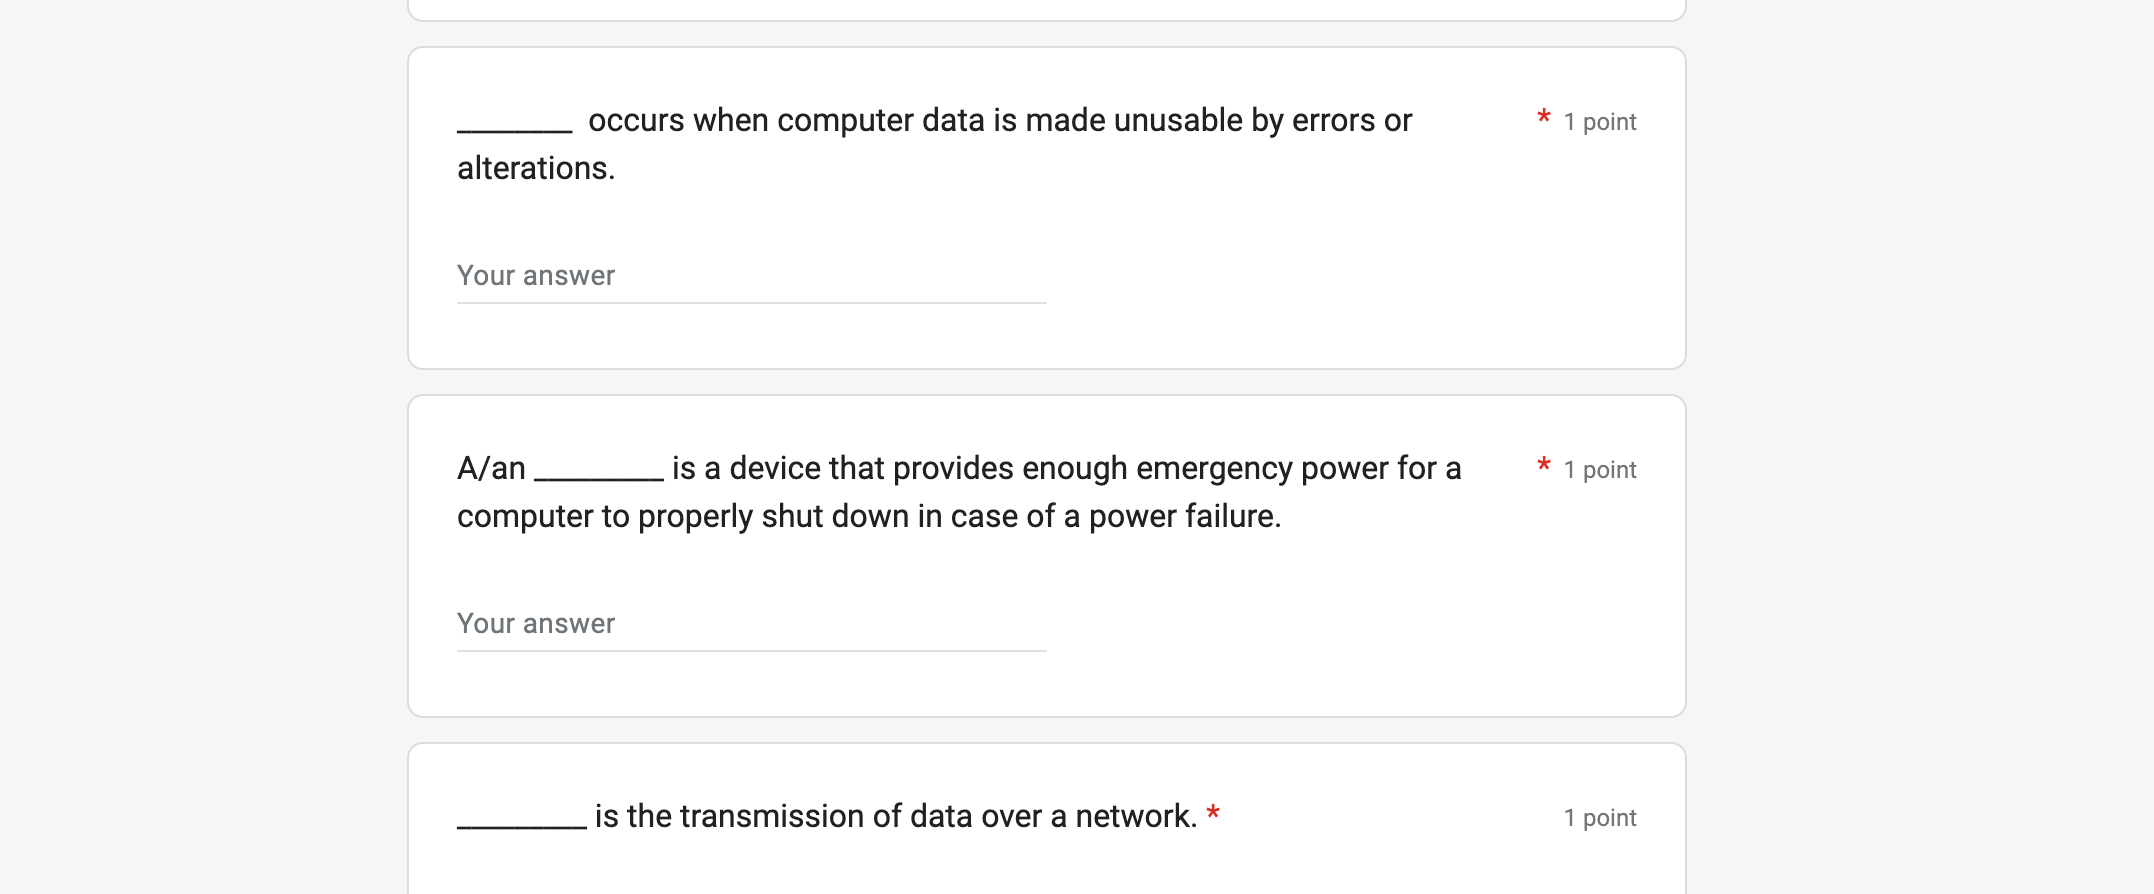 ________ occurs when computer data is made unusable by errors or * 1 point
alterations.
Your answer
A/an _________ is a device that provides enough emergency power for a * 1 point
computer to properly shut down in case of a power failure.
Your answer
_________ is the transmission of data over a network. * 1 point